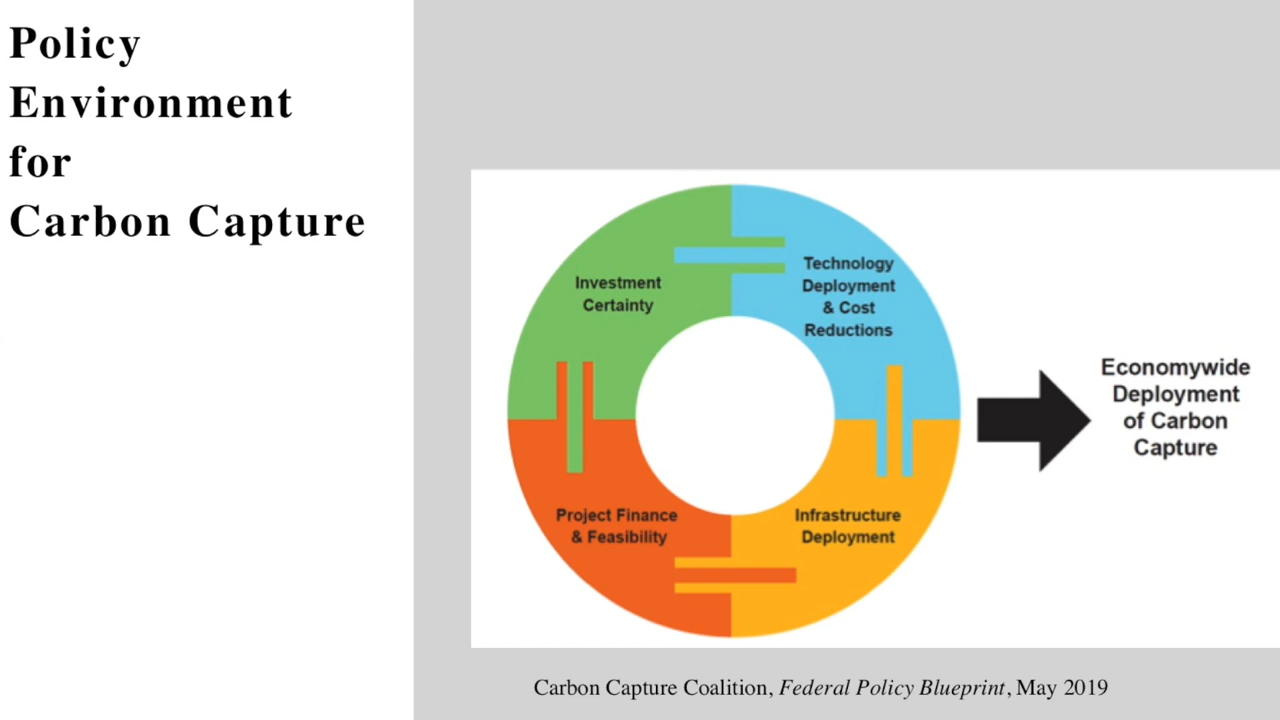 Policy
Environment
for
Carbon Capture
Investment
Certainty
Technology
Deployment
& Cost
Reductions
Project Finance
& Feasibility
Infrastructure
Deployment
Economywide
Deployment
of Carbon
Capture
Carbon Capture Coalition, Federal Policy Blueprint, May 2019